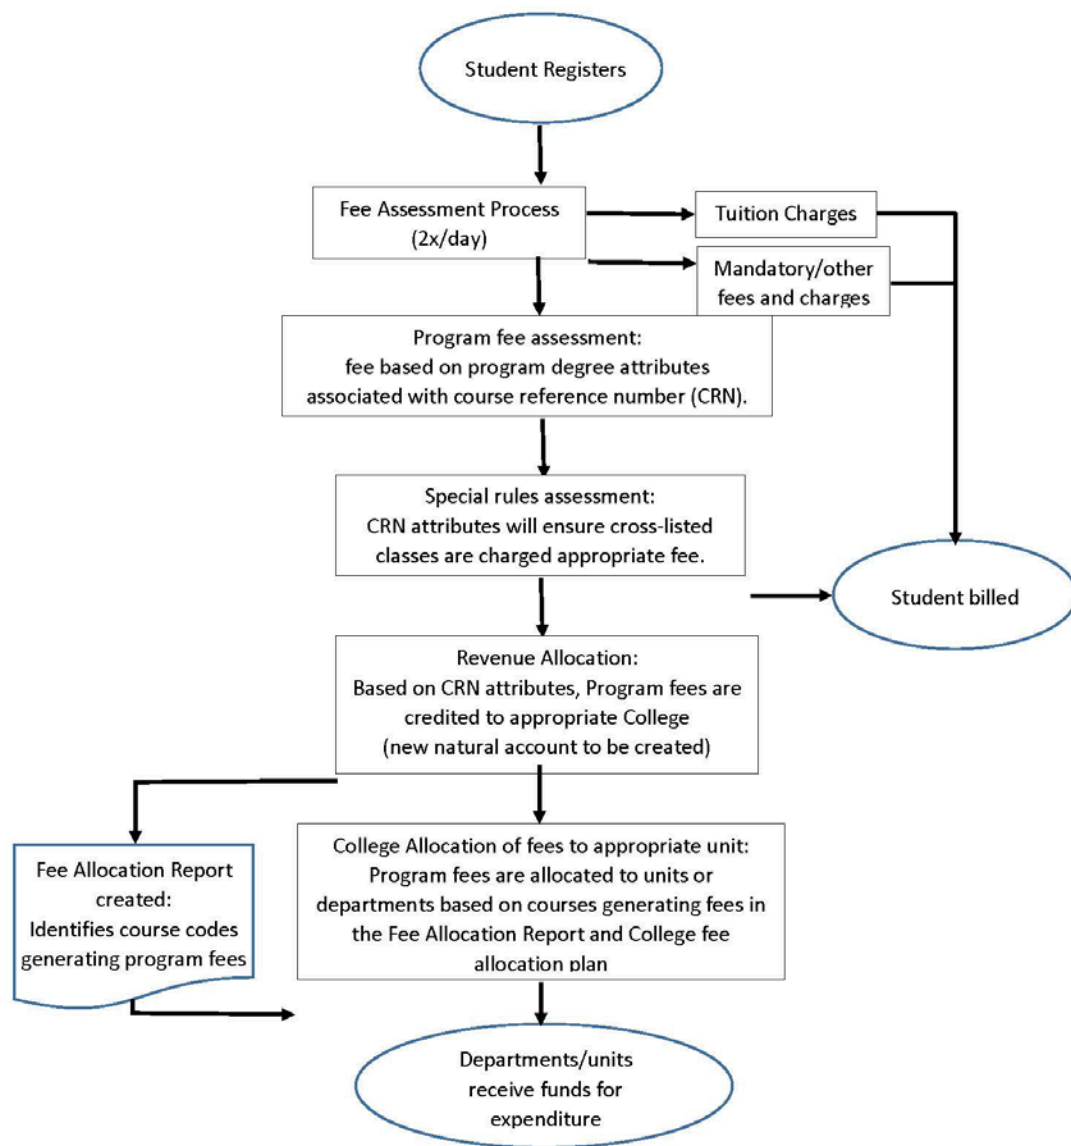 Student Registers
Fee Assessment Process
(2x/day)
Tuition Charges
Mandatory/other
fees and charges
Program fee assessment:
fee based on program degree attributes
associated with course reference number (CRN).
Special rules assessment:
CRN attributes will ensure cross-listed
classes are charged appropriate fee.
Student billed
Revenue Allocation:
Based on CRN attributes, Program fees are
credited to appropriate College
(new natural account to be created)
Fee Allocation Report
created:
Identifies course codes
generating program fees
College Allocation of fees to appropriate unit:
Program fees are allocated to units or
departments based on courses generating fees in
the Fee Allocation Report and College fee
allocation plan
Departments/units
receive funds for
expenditure